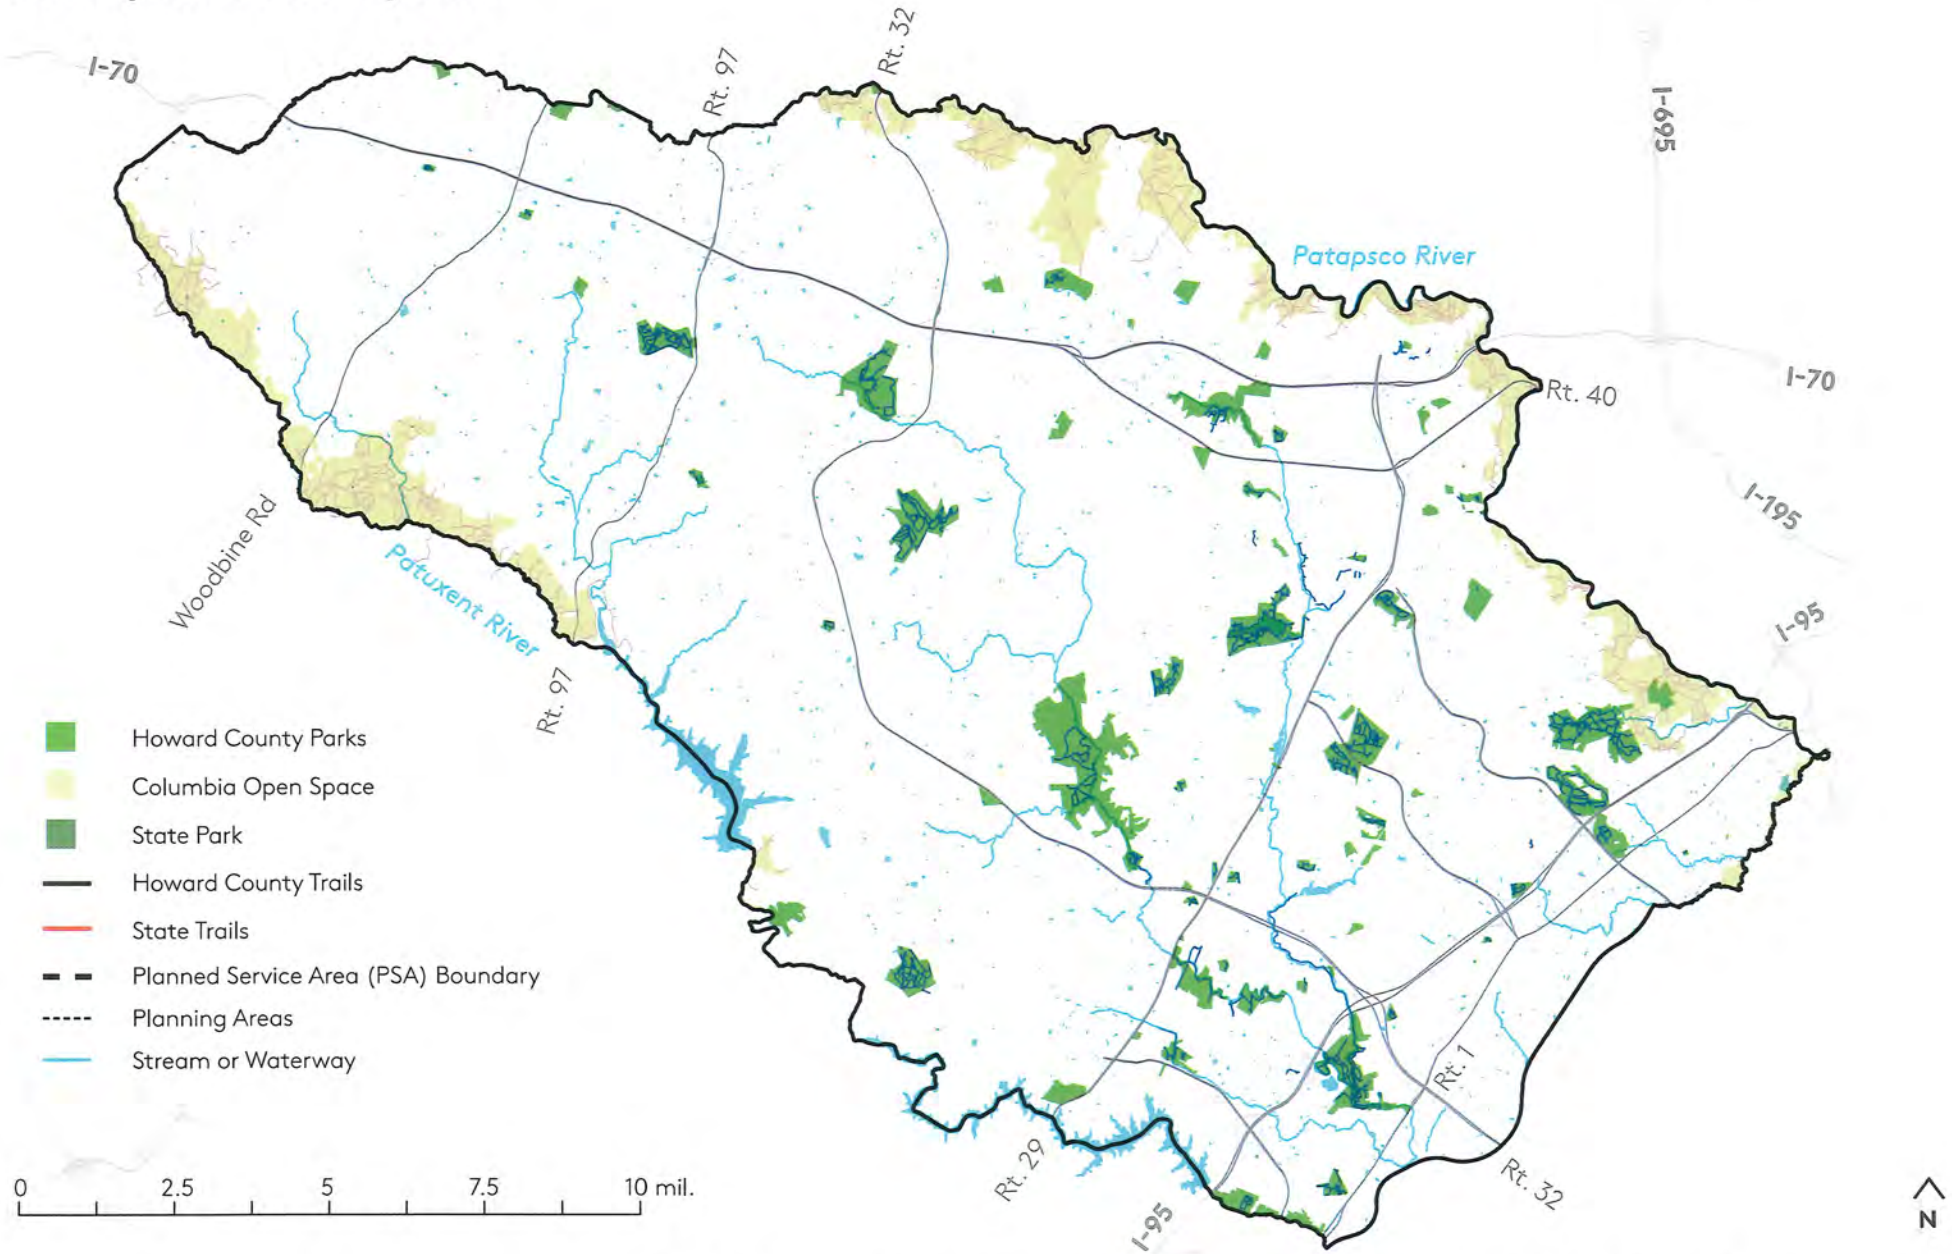 I-70
Rt. 97
Rt. 32
I-695
Patapsco River
I-70
Rt. 40
I-195
I-95
Woodbine Rd
Patuxent River
Rt. 97
Howard County Parks
Columbia Open Space
State Park
Howard County Trails
State Trails
Planned Service Area (PSA) Boundary
Planning Areas
Stream or Waterway
Rt. 1
Rt. 29
I-95
Rt. 32
0 2.5 5 7.5 10 mil.
N